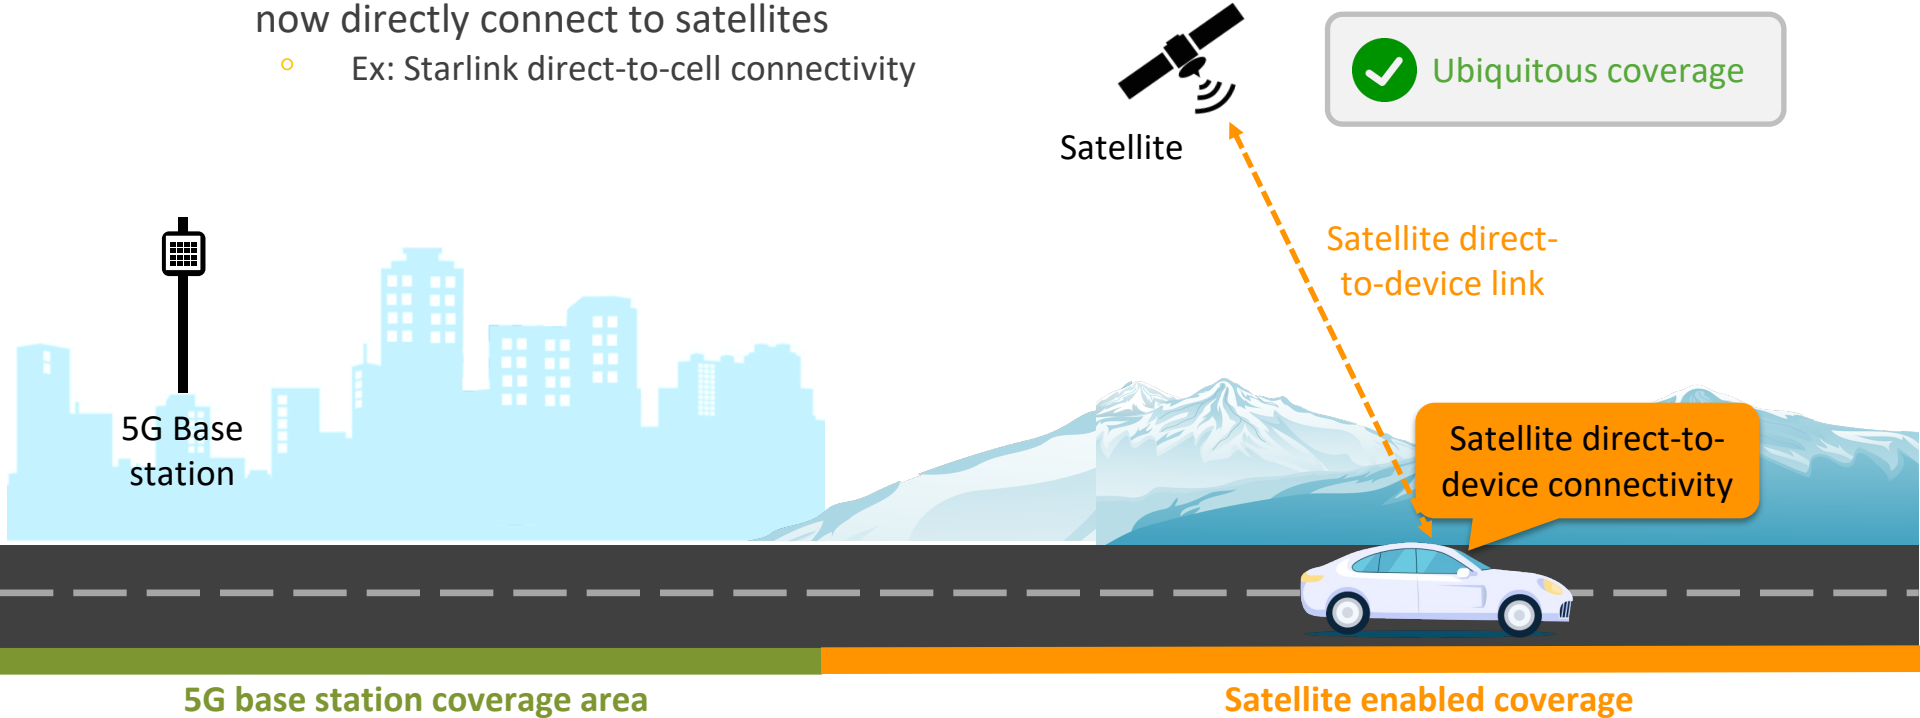 now directly connect to satellites
Ex: Starlink direct-to-cell connectivity
Ubiquitous coverage
Satellite
Satellite direct-
to-device link
5G Base
station
Satellite direct-to-
device connectivity
5G base station coverage area
Satellite enabled coverage